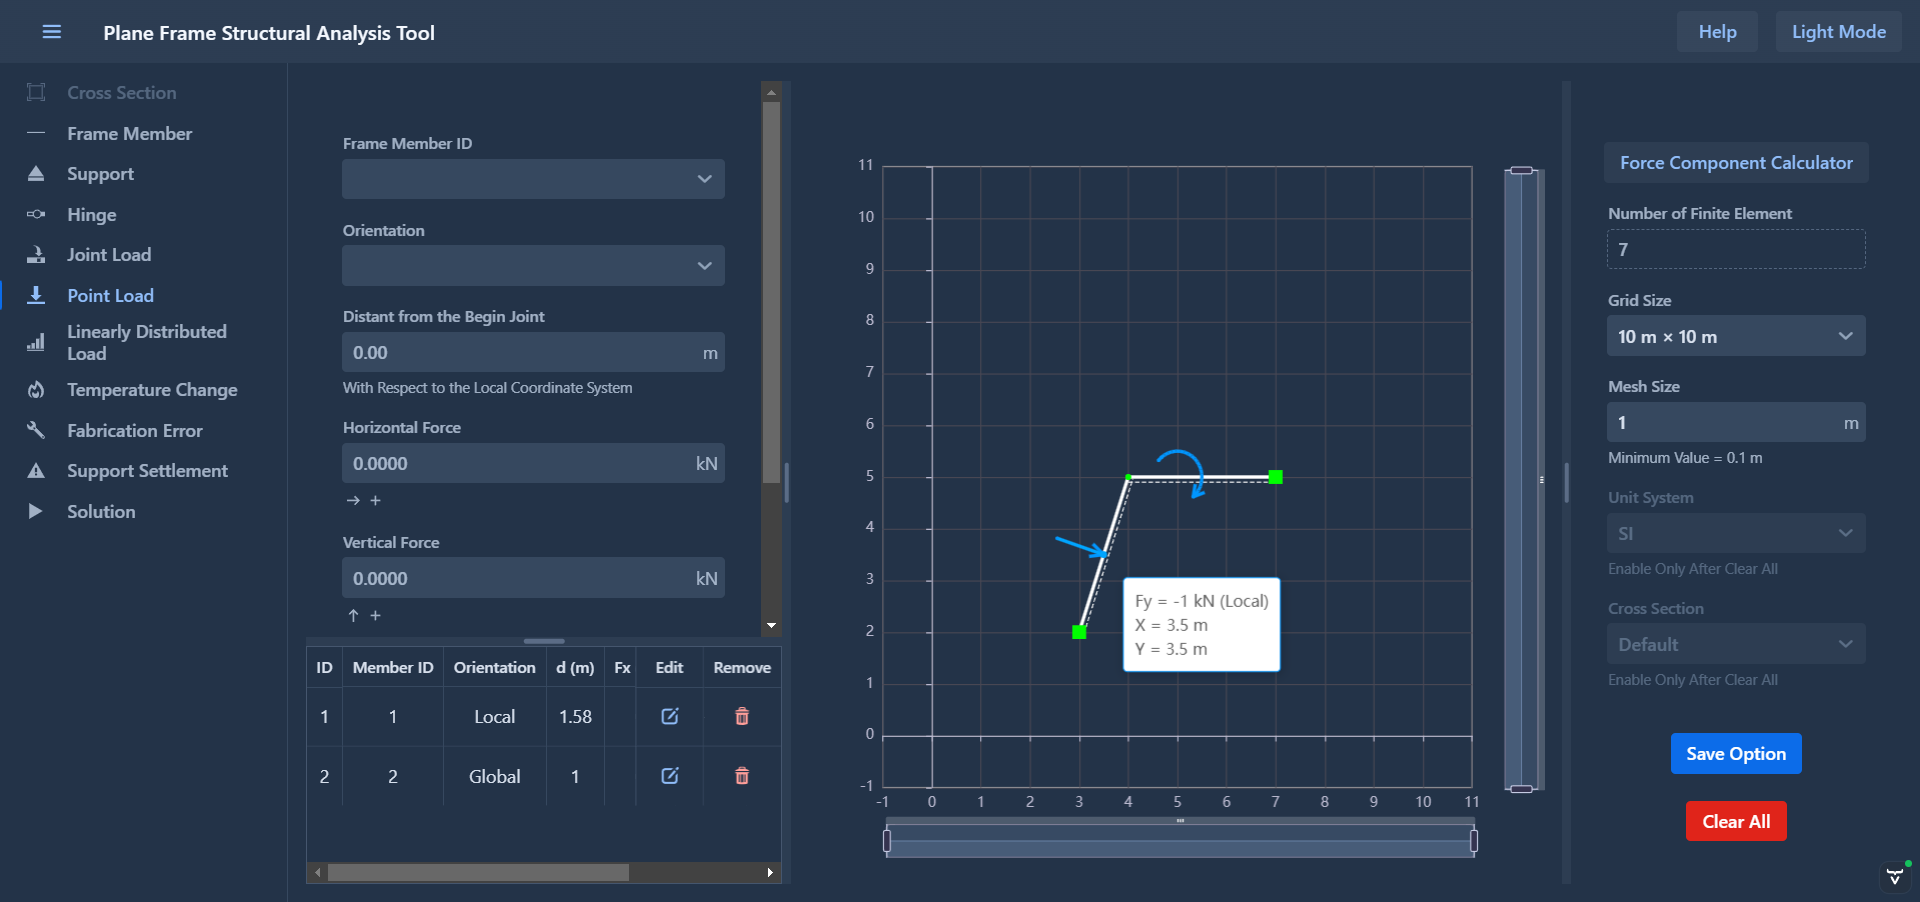 Plane Frame Structural Analysis Tool
Help
Light Mode
Cross Section
Frame Member
Support
Hinge
Joint Load
Point Load
Linearly Distributed
Load
Temperature Change
Fabrication Error
Support Settlement
Solution
Frame Member ID
Orientation
Distant from the Begin Joint
0.00 m
With Respect to the Local Coordinate System
Horizontal Force
0.0000 kN
→ +
Vertical Force
0.0000 kN
↑ +
ID Member ID Orientation d (m) Fx Edit Remove
1 1 Local 1.58
2 2 Global 1
11
10
9
8
7
6
5
4
3
2
1
0
-1
-1 0 1 2 3 4 5 6 7 8 9 10 11
Fy = -1 kN (Local)
X = 3.5 m
Y = 3.5 m
Force Component Calculator
Number of Finite Element
7
Grid Size
10 m × 10 m
Mesh Size
1 m
Minimum Value = 0.1 m
Unit System
SI
Enable Only After Clear All
Cross Section
Default
Enable Only After Clear All
Save Option
Clear All